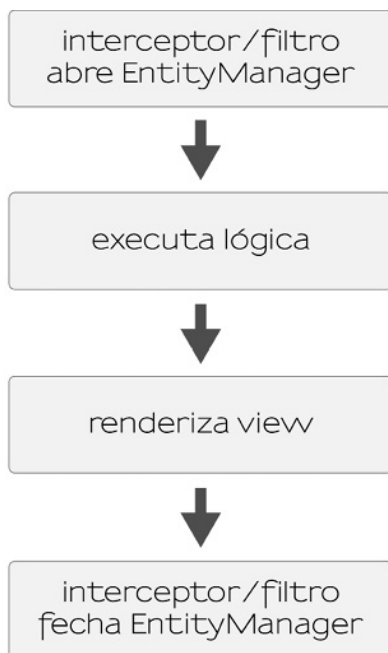 interceptor/filtro
abre EntityManager
executa lógica
renderiza view
interceptor/filtro
fecha EntityManager